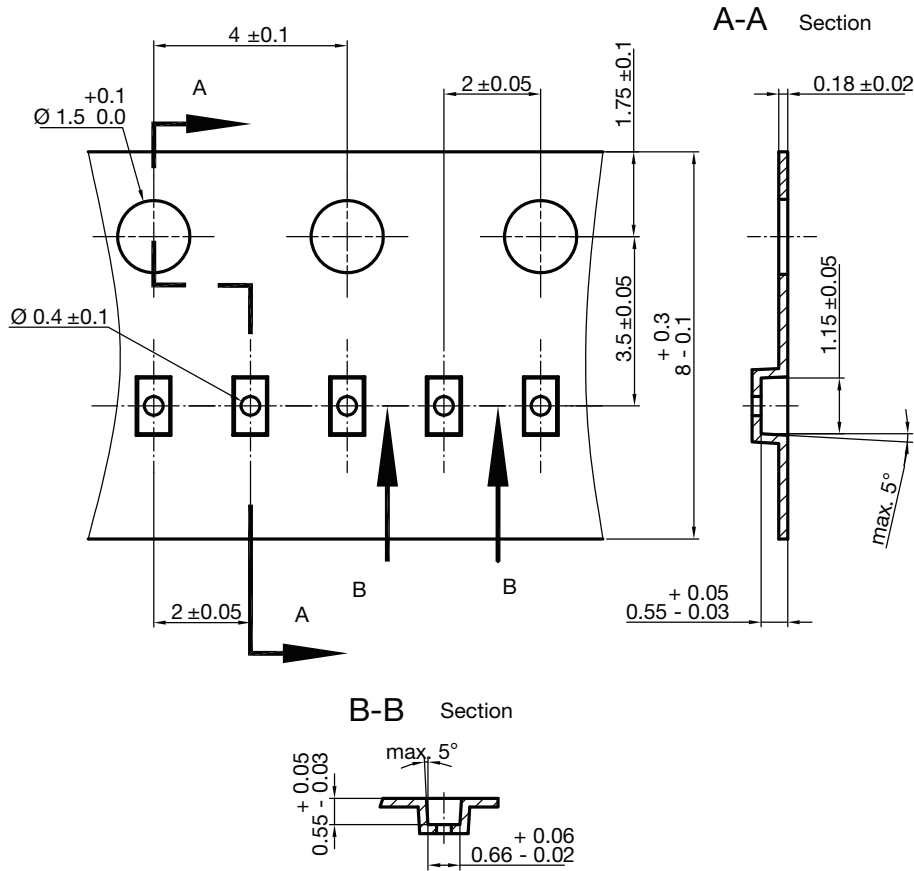 A-A Section
4 ±0.1
A
+0.1
Ø 1.5 0.0
2 ±0.05
1.75 ±0.1
0.18 ±0.02
Ø 0.4 ±0.1
3.5 ±0.05
+ 0.3
8 - 0.1
1.15 ±0.05
max. 5°
B
B
+ 0.05
0.55 - 0.03
2 ±0.05
A
B-B Section
max. 5°
+ 0.05
0.55 - 0.03
+ 0.06
0.66 - 0.02